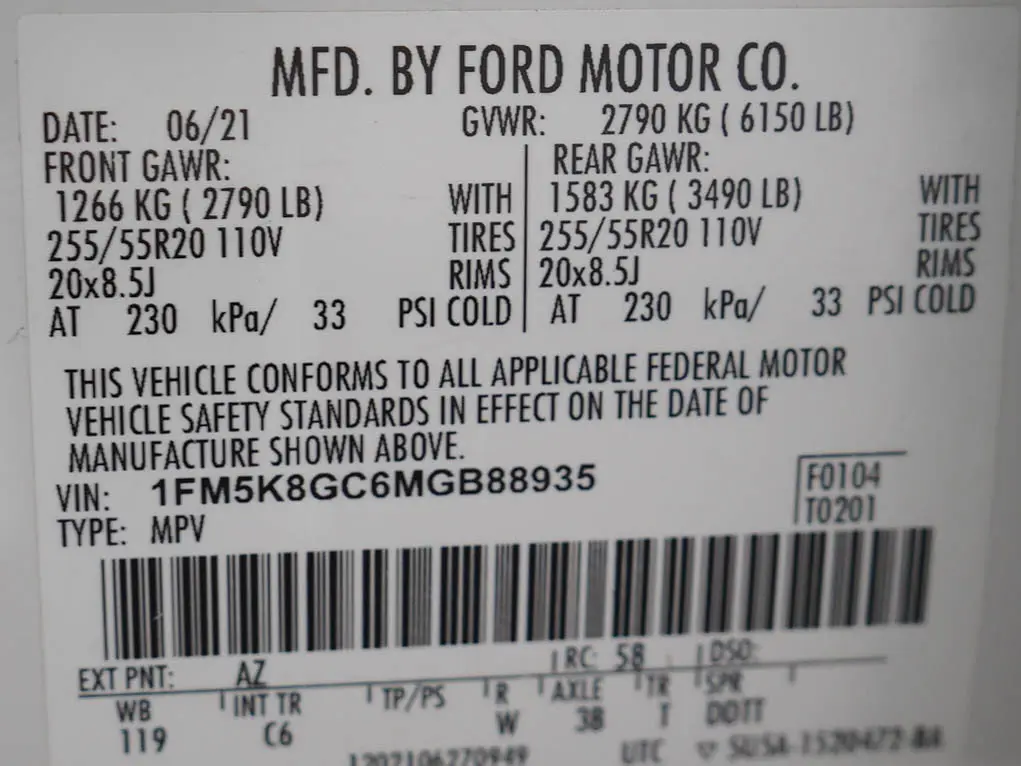 MFD. BY FORD MOTOR CO.
DATE: 06/21 GVWR: 2790 KG ( 6150 LB)
FRONT GAWR: REAR GAWR:
1266 KG ( 2790 LB) WITH 1583 KG ( 3490 LB) WITH
255/55R20 110V TIRES 255/55R20 110V TIRES
20x8.5J RIMS 20x8.5J RIMS
AT 230 kPa/ 33 PSI COLD AT 230 kPa/ 33 PSI COLD
THIS VEHICLE CONFORMS TO ALL APPLICABLE FEDERAL MOTOR
VEHICLE SAFETY STANDARDS IN EFFECT ON THE DATE OF
MANUFACTURE SHOWN ABOVE.
VIN: 1FM5K8GC6MGB88935 F0104
TYPE: MPV T0201
EXT PNT: AZ RC: 58 DSO:
WB INT TR TP/PS R AXLE TR SPR
119 C6 W 38 T DDTT
1202106270949 UTC